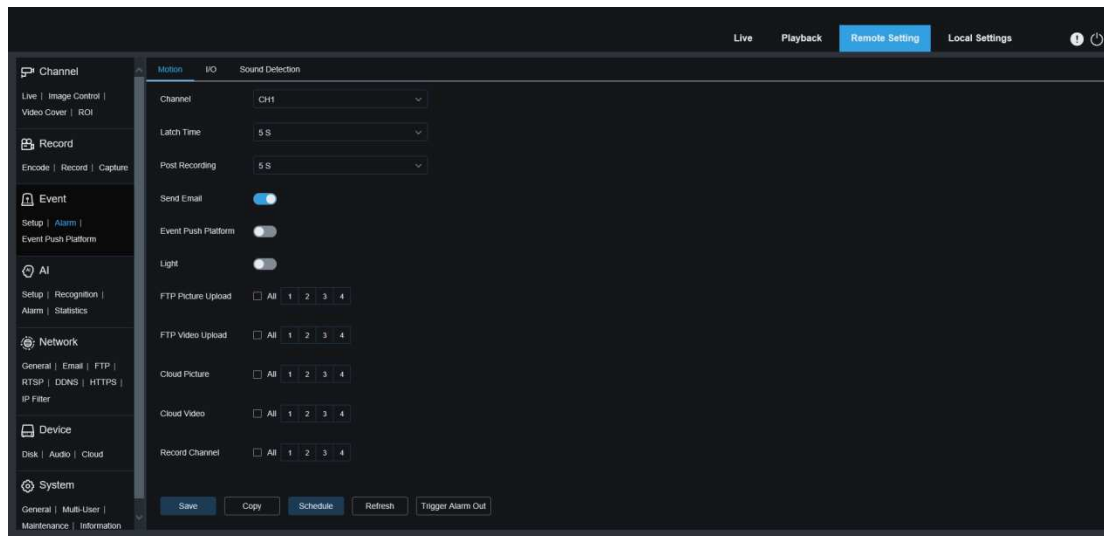 Live Playback Remote Setting Local Settings
Channel
Live | Image Control |
Video Cover | ROI
Record
Encode | Record | Capture
Event
Setup | Alarm |
Event Push Platform
AI
Setup | Recognition |
Alarm | Statistics
Network
General | Email | FTP |
RTSP | DDNS | HTTPS |
IP Filter
Device
Disk | Audio | Cloud
System
General | Multi-User |
Maintenance | Information
Motion I/O Sound Detection
Channel CH1
Latch Time 5 S
Post Recording 5 S
Send Email
Event Push Platform
Light
FTP Picture Upload All 1 2 3 4
FTP Video Upload All 1 2 3 4
Cloud Picture All 1 2 3 4
Cloud Video All 1 2 3 4
Record Channel All 1 2 3 4
Save Copy Schedule Refresh Trigger Alarm Out